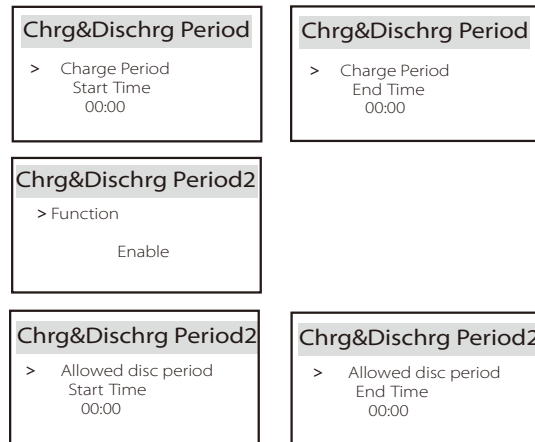 Chrg&Dischrg Period
> Charge Period
Start Time
00:00
Chrg&Dischrg Period
> Charge Period
End Time
00:00
Chrg&Dischrg Period2
> Function
Enable
Chrg&Dischrg Period2
> Allowed disc period
Start Time
00:00
Chrg&Dischrg Period2
> Allowed disc period
End Time
00:00